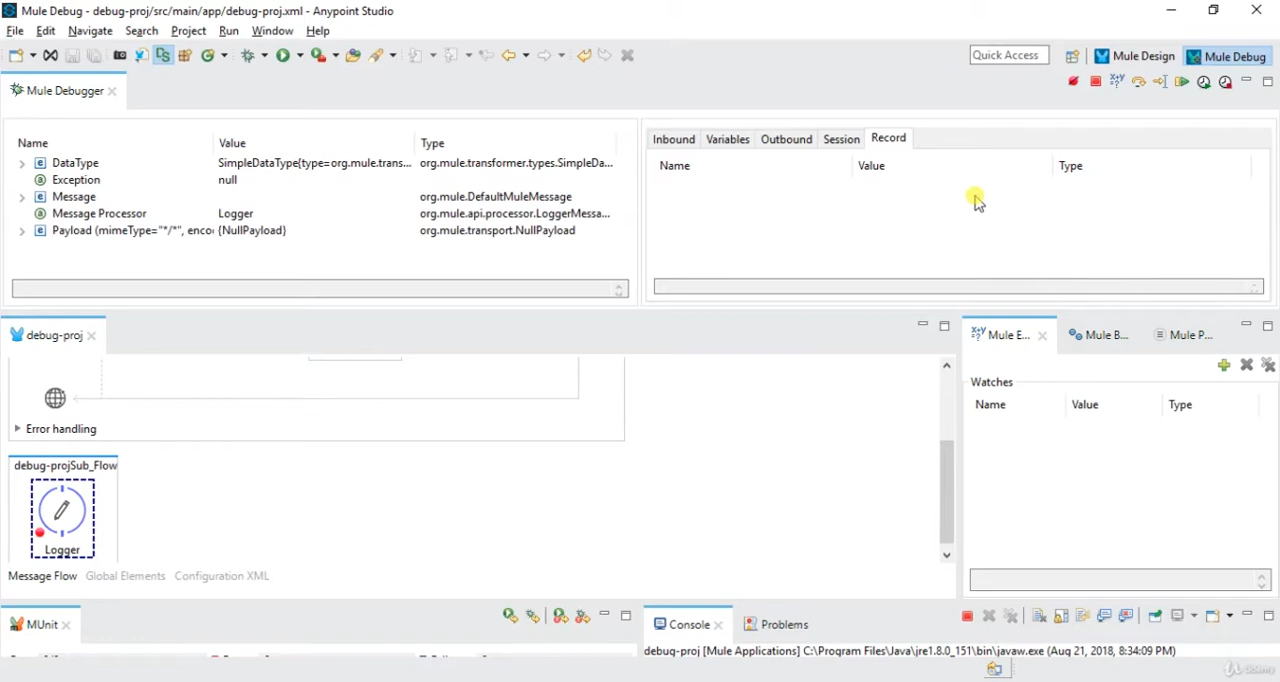 Mule Debug - debug-proj/src/main/app/debug-proj.xml - Anypoint Studio
File Edit Navigate Search Project Run Window Help
Quick Access Mule Design Mule Debug
Mule Debugger
Name Value Type
DataType SimpleDataType{type=org.mule.trans... org.mule.transformer.types.SimpleDa...
Exception null
Message org.mule.DefaultMuleMessage
Message Processor Logger org.mule.api.processor.LoggerMessa...
Payload (mimeType="*/*", enco {NullPayload} org.mule.transport.NullPayload
Inbound Variables Outbound Session Record
Name Value Type
debug-proj
Error handling
debug-projSub_Flow
Logger
Message Flow Global Elements Configuration XML
Mule E... Mule B... Mule P...
Watches
Name Value Type
MUnit
Console Problems
debug-proj [Mule Applications] C:\Program Files\Java\jre1.8.0_151\bin\javaw.exe (Aug 21, 2018, 8:34:09 PM)
Udemy